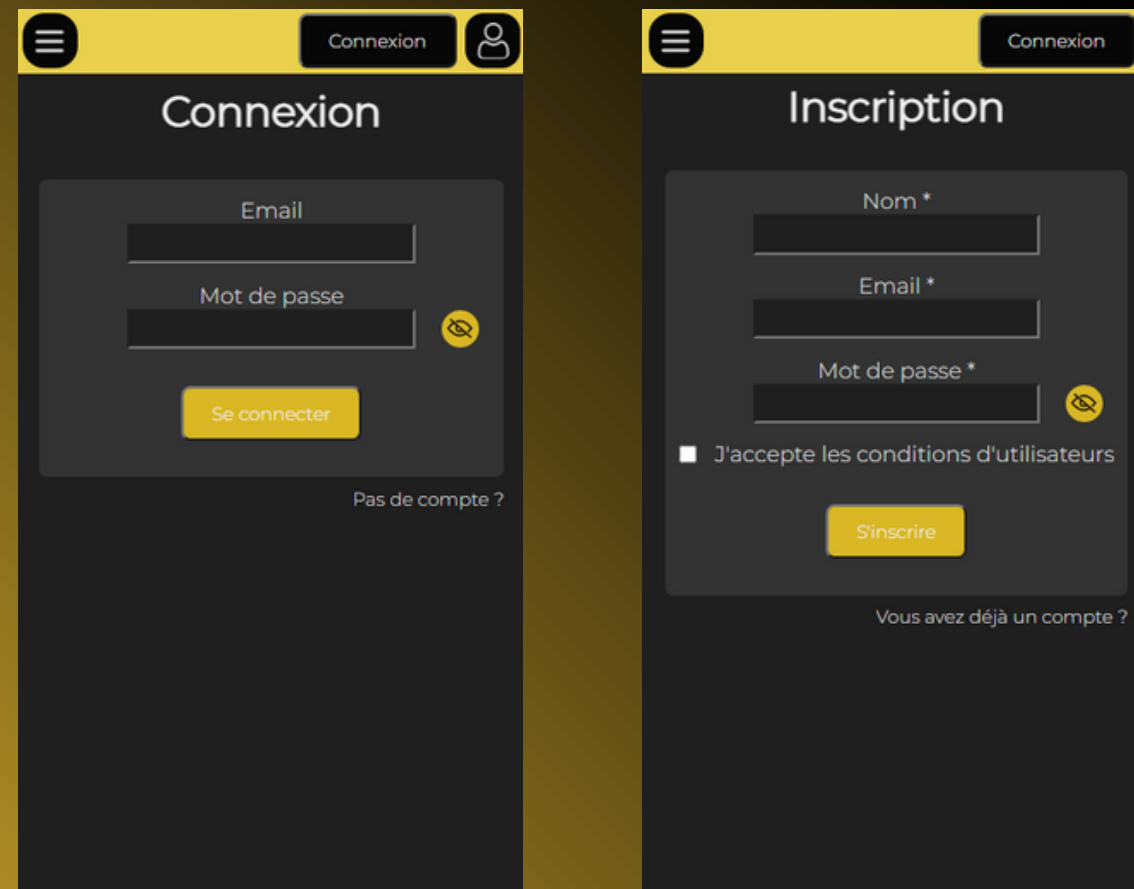 Connexion
Connexion
Email
Mot de passe
Se connecter
Pas de compte ?
Connexion
Inscription
Nom *
Email *
Mot de passe *
J'accepte les conditions d'utilisateurs
S'inscrire
Vous avez déjà un compte ?